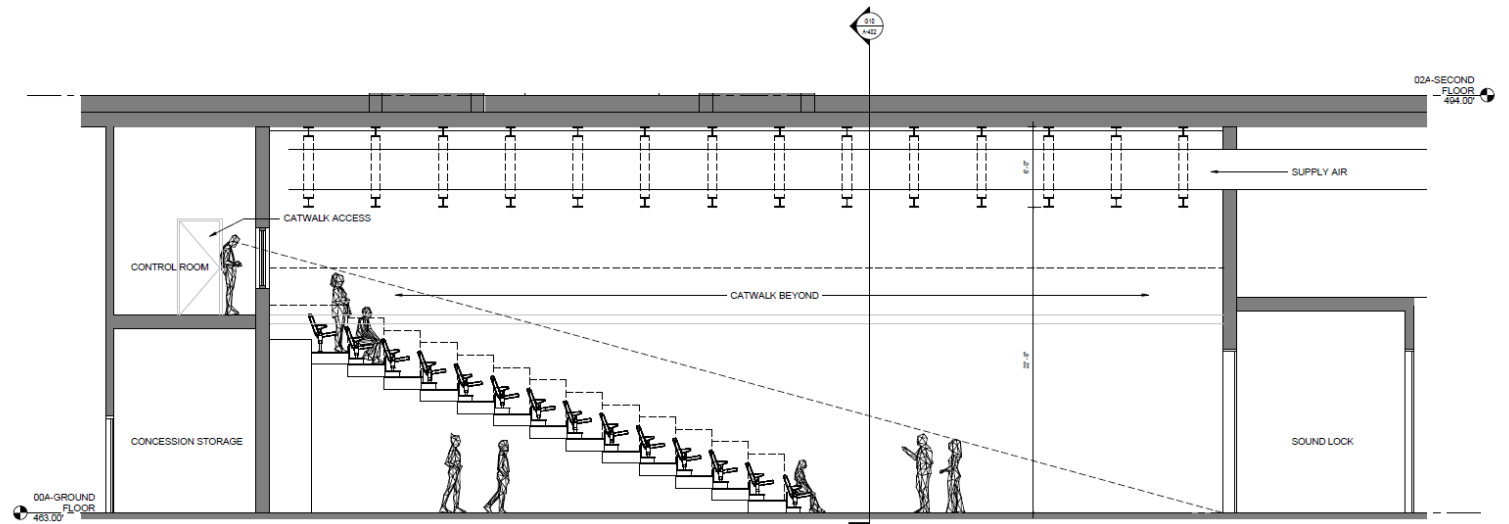 010
A-402
02A-SECOND
FLOOR
494.00'
SUPPLY AIR
CATWALK ACCESS
CONTROL ROOM
CATWALK BEYOND
CONCESSION STORAGE
SOUND LOCK
00A-GROUND
FLOOR
463.00'